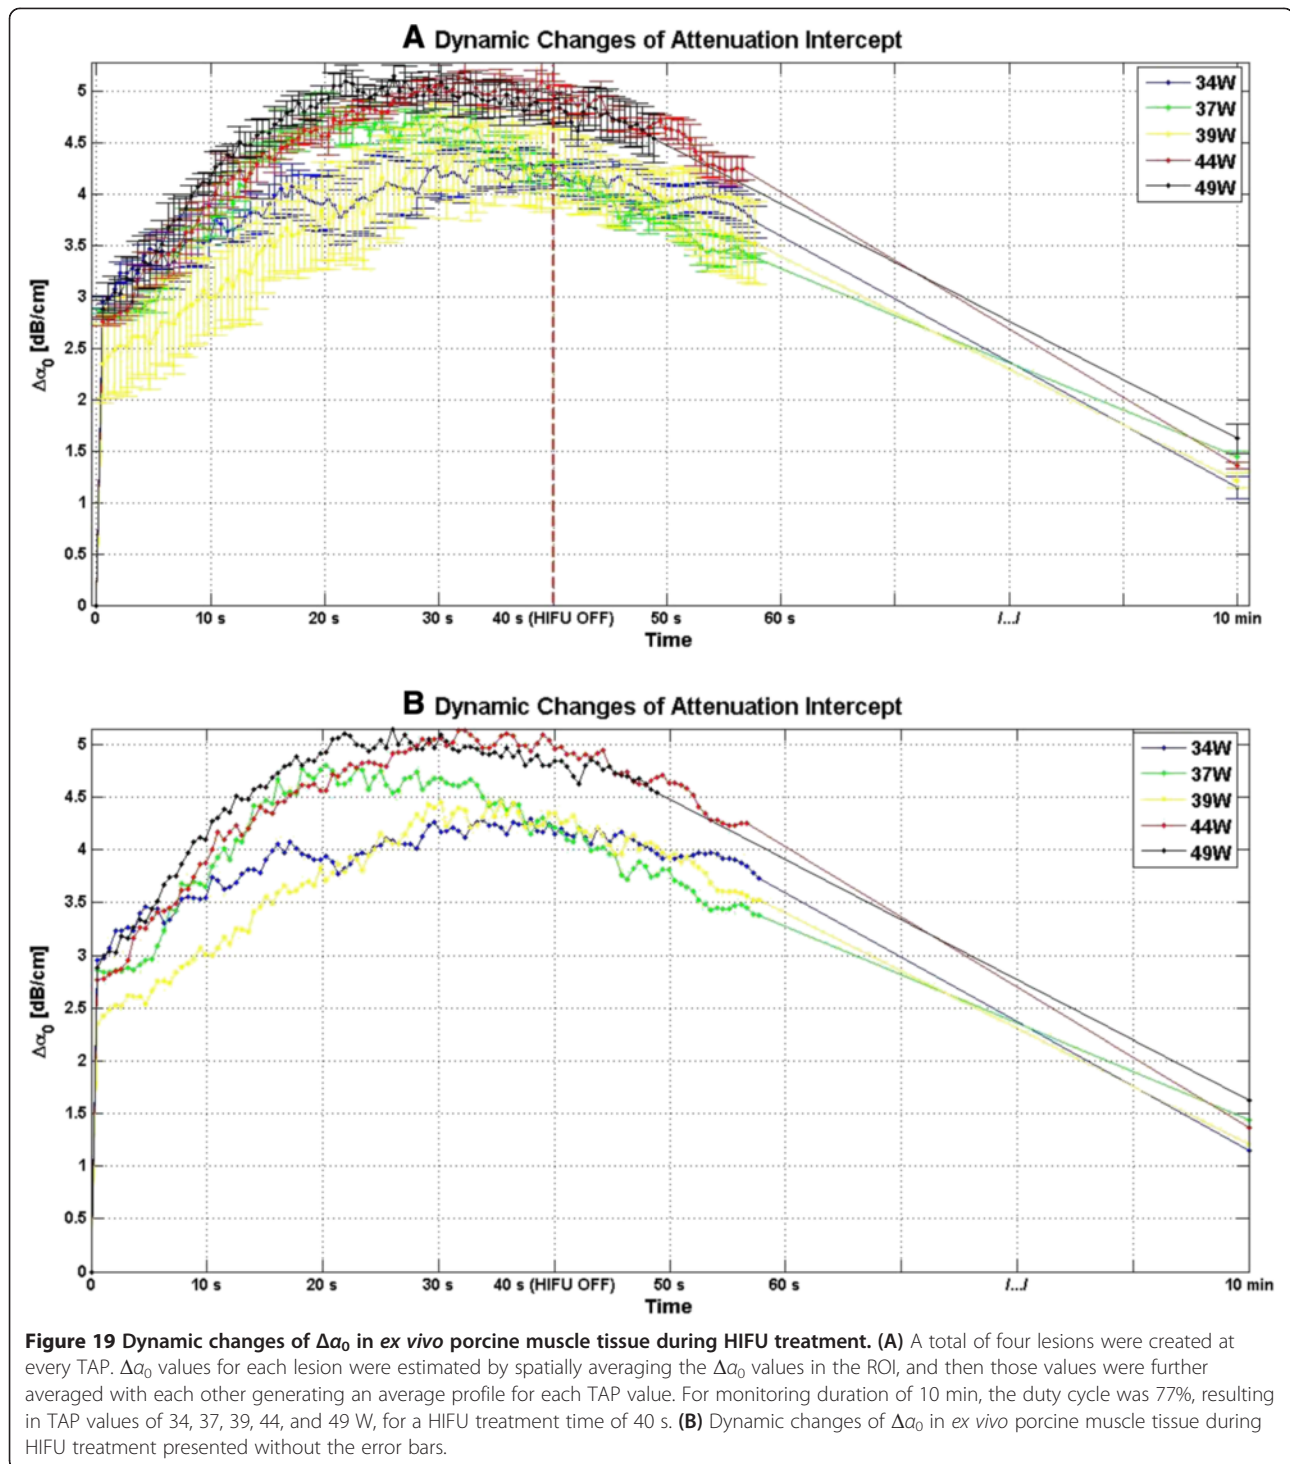 A Dynamic Changes of Attenuation Intercept
34W
37W
39W
44W
49W
5
4.5
4
3.5
3
2.5
2
1.5
1
0.5
0
Δα0 [dB/cm]
0 10 s 20 s 30 s 40 s (HIFU OFF) 50 s 60 s /.../ 10 min
Time
B Dynamic Changes of Attenuation Intercept
34W
37W
39W
44W
49W
5
4.5
4
3.5
3
2.5
2
1.5
1
0.5
0
Δα0 [dB/cm]
0 10 s 20 s 30 s 40 s (HIFU OFF) 50 s 60 s /.../ 10 min
Time
Figure 19 Dynamic changes of Δα0 in ex vivo porcine muscle tissue during HIFU treatment. (A) A total of four lesions were created at
every TAP. Δα0 values for each lesion were estimated by spatially averaging the Δα0 values in the ROI, and then those values were further
averaged with each other generating an average profile for each TAP value. For monitoring duration of 10 min, the duty cycle was 77%, resulting
in TAP values of 34, 37, 39, 44, and 49 W, for a HIFU treatment time of 40 s. (B) Dynamic changes of Δα0 in ex vivo porcine muscle tissue during
HIFU treatment presented without the error bars.